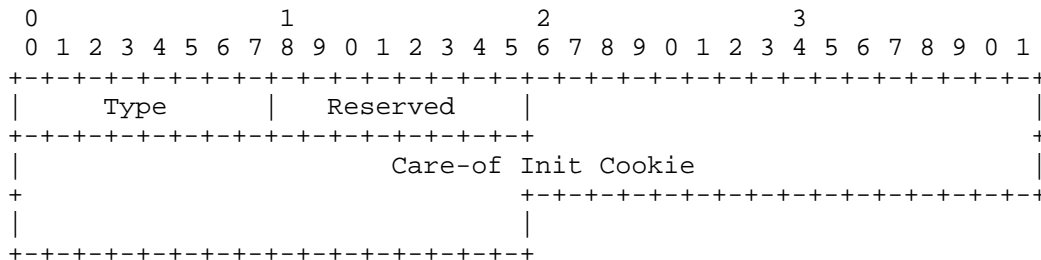 0               1               2               3
 0 1 2 3 4 5 6 7 8 9 0 1 2 3 4 5 6 7 8 9 0 1 2 3 4 5 6 7 8 9 0 1
+-+-+-+-+-+-+-+-+-+-+-+-+-+-+-+-+-+-+-+-+-+-+-+-+-+-+-+-+-+-+-+-+
|     Type      |   Reserved    |                               |
+-+-+-+-+-+-+-+-+-+-+-+-+-+-+-+-+                               +
|                       Care-of Init Cookie                     |
+                               +-+-+-+-+-+-+-+-+-+-+-+-+-+-+-+-+
|                               |
+-+-+-+-+-+-+-+-+-+-+-+-+-+-+-+-+